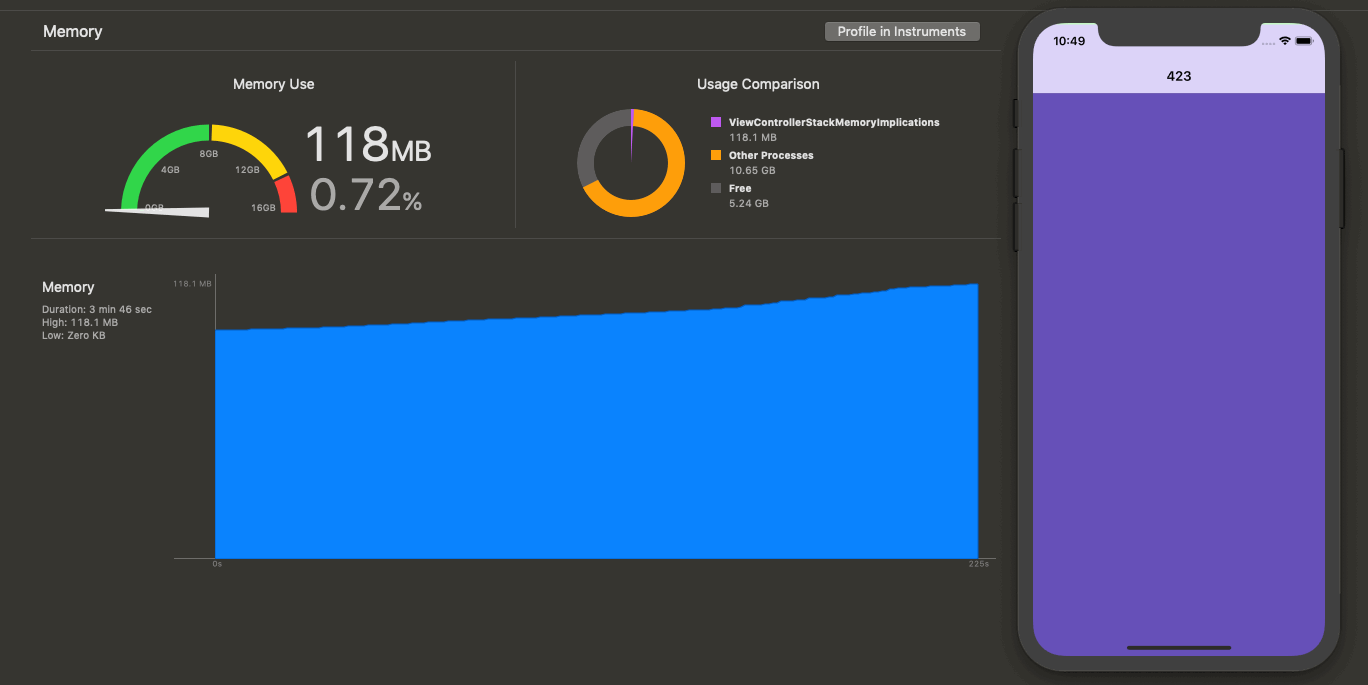 Memory
Profile in Instruments
Memory Use
0GB
4GB
8GB
12GB
16GB
118MB
0.72%
Usage Comparison
ViewControllerStackMemoryImplications
118.1 MB
Other Processes
10.65 GB
Free
5.24 GB
Memory
Duration: 3 min 46 sec
High: 118.1 MB
Low: Zero KB
118.1 MB
0s
225s
10:49
423